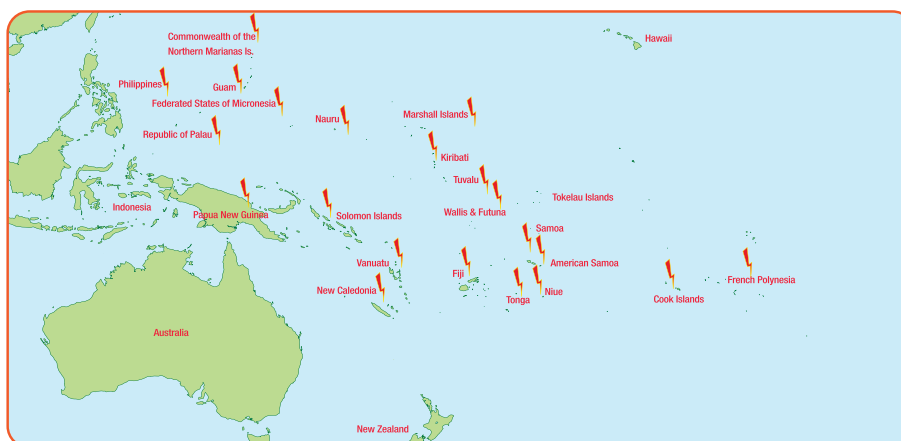 Commonwealth of the
Northern Marianas Is.
Hawaii
Philippines
Guam
Federated States of Micronesia
Nauru
Marshall Islands
Republic of Palau
Kiribati
Tuvalu
Indonesia
Papua New Guinea
Solomon Islands
Wallis & Futuna
Tokelau Islands
Samoa
Vanuatu
Fiji
American Samoa
New Caledonia
Tonga
Niue
Cook Islands
French Polynesia
Australia
New Zealand